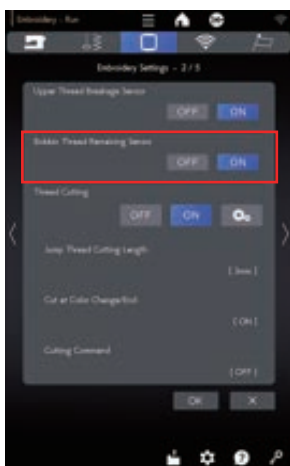 Embroidery - Run
Embroidery Settings - 2 / 5
Upper Thread Breakage Sensor
OFF ON
Bobbin Thread Remaining Sensor
OFF ON
Thread Cutting
OFF ON
Jump Thread Cutting Length
[ 3mm ]
Cut at Color Change/End
[ ON ]
Cutting Command
[ OFF ]
OK X